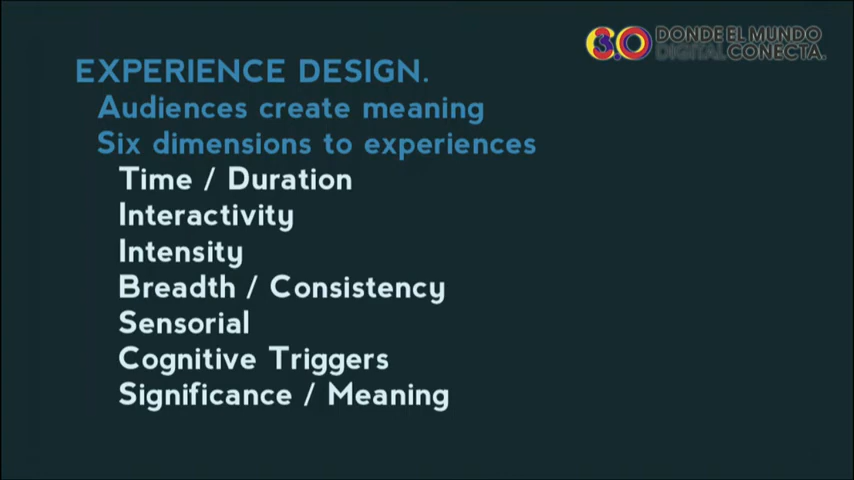 3.0 DONDE EL MUNDO
DIGITAL CONECTA.
EXPERIENCE DESIGN.
Audiences create meaning
Six dimensions to experiences
Time / Duration
Interactivity
Intensity
Breadth / Consistency
Sensorial
Cognitive Triggers
Significance / Meaning